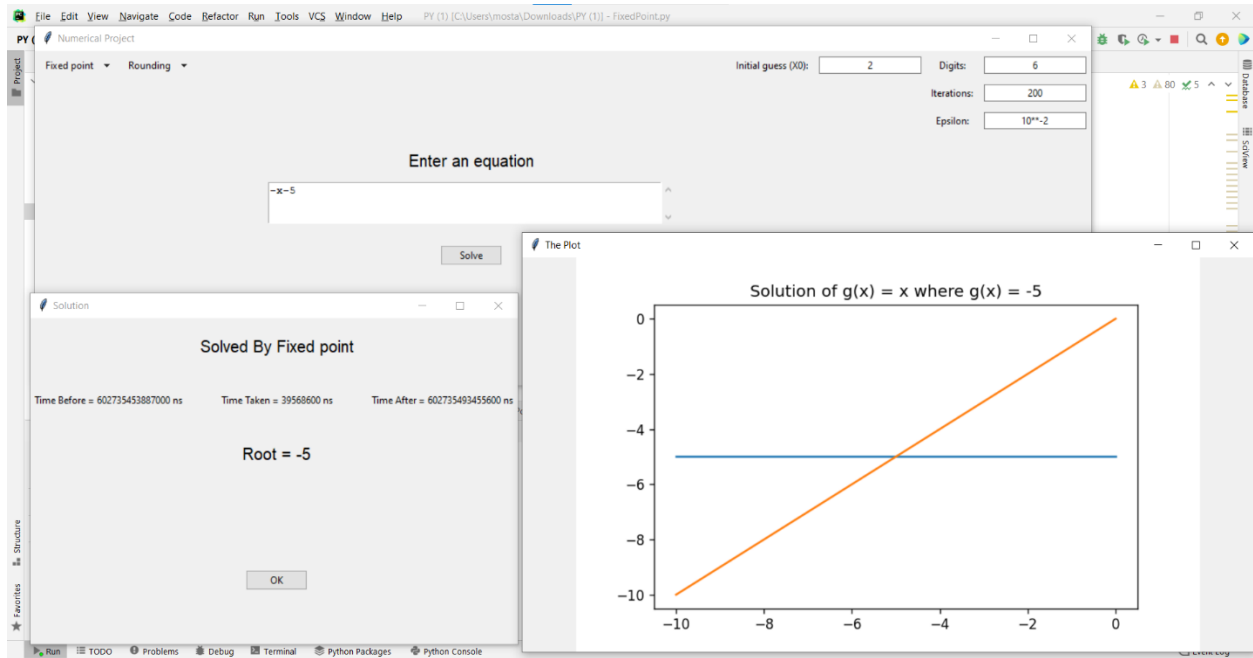 File Edit View Navigate Code Refactor Run Tools VCS Window Help PY (1) [C:\Users\mosta\Downloads\PY (1)] - FixedPoint.py
PY (
Numerical Project
Project
Fixed point Rounding Initial guess (X0): 2 Digits: 6
Iterations: 200
Epsilon: 10**-2
3 80 5
Database
SciView
Enter an equation
-x-5
Solve
Solution
Solved By Fixed point
Time Before = 602735453887000 ns Time Taken = 39568600 ns Time After = 602735493455600 ns
Root = -5
OK
The Plot
Solution of g(x) = x where g(x) = -5
0
−2
−4
−6
−8
−10
−10 −8 −6 −4 −2 0
Structure
Favorites
Run TODO Problems Debug Terminal Python Packages Python Console Event Log